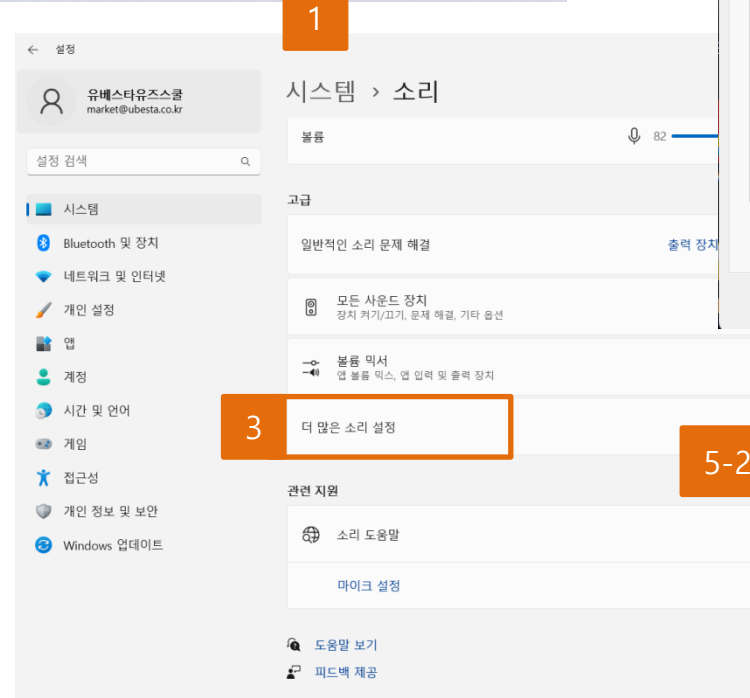 1
← 설정
유베스타유즈스쿨
market@ubesta.co.kr
설정 검색
시스템
Bluetooth 및 장치
네트워크 및 인터넷
개인 설정
앱
계정
시간 및 언어
게임
접근성
개인 정보 및 보안
Windows 업데이트
시스템 › 소리
볼륨 82
고급
일반적인 소리 문제 해결 출력 장치
모든 사운드 장치
장치 켜기/끄기, 문제 해결, 기타 옵션
볼륨 믹서
앱 볼륨 믹스, 앱 입력 및 출력 장치
3 더 많은 소리 설정
5-2
관련 지원
소리 도움말
마이크 설정
도움말 보기
피드백 제공